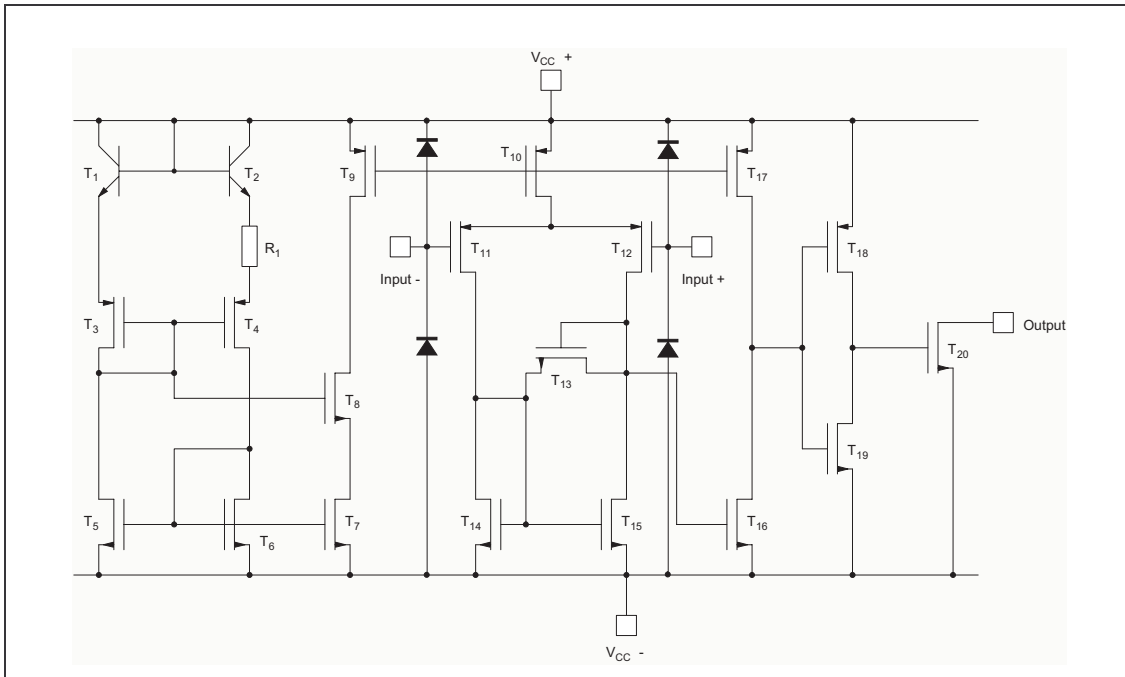 VCC +
T1
T2
T9
T10
T17
R1
T11
T12
T18
Input -
Input +
T3
T4
Output
T20
T13
T8
T19
T5
T6
T7
T14
T15
T16
VCC -